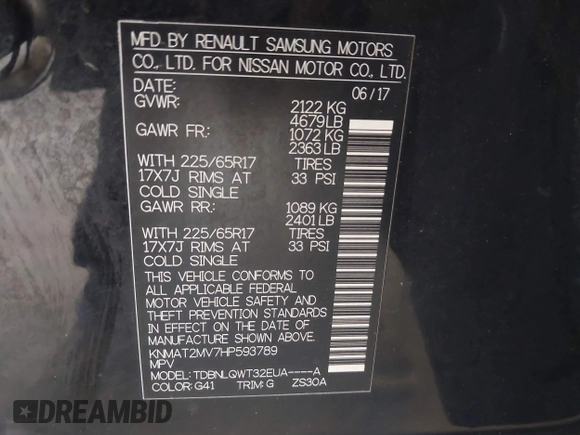 MFD. BY RENAULT SAMSUNG MOTORS
CO., LTD. FOR NISSAN MOTOR CO., LTD.
DATE: 06/17
GVWR: 2122 KG
4679LB
GAWR FR: 1072 KG
2363LB
WITH 225/65R17 TIRES
17X7J RIMS AT 33 PSI
COLD SINGLE
GAWR RR: 1089 KG
2401LB
WITH 225/65R17 TIRES
17X7J RIMS AT 33 PSI
COLD SINGLE
THIS VEHICLE CONFORMS TO
ALL APPLICABLE FEDERAL
MOTOR VEHICLE SAFETY AND
THEFT PREVENTION STANDARDS
IN EFFECT ON THE DATE OF
MANUFACTURE SHOWN ABOVE.
KNMAT2MV7HP593789
MPV
MODEL: TDBNLQWT32EUA----A
COLOR: G41 TRIM: G ZS30A
DREAMBID